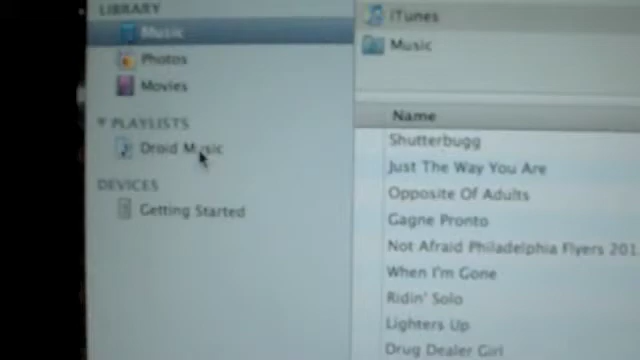 LIBRARY
Music
Photos
Movies
PLAYLISTS
Droid Music
DEVICES
Getting Started
iTunes
Music
Name
Shutterbugg
Just The Way You Are
Opposite Of Adults
Gagne Pronto
Not Afraid Philadelphia Flyers 201
When I'm Gone
Ridin' Solo
Lighters Up
Drug Dealer Girl